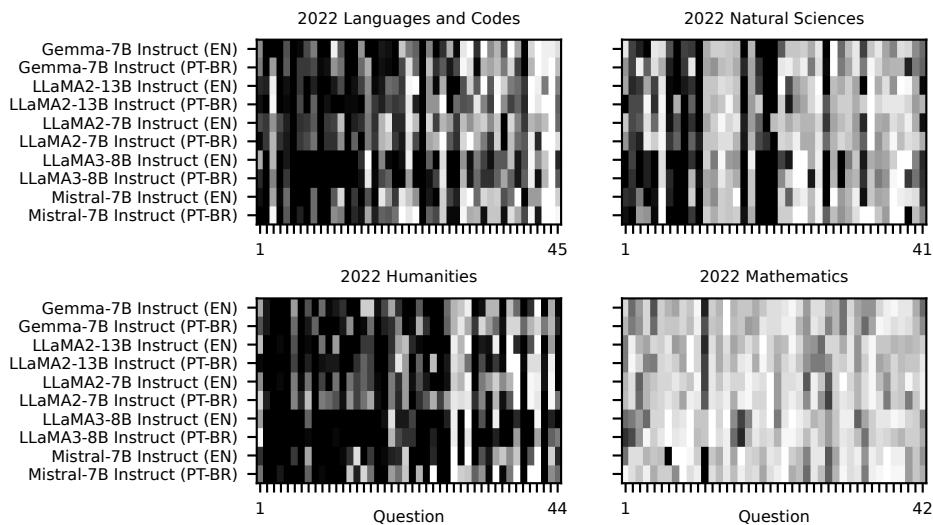 2022 Languages and Codes
2022 Natural Sciences
Gemma-7B Instruct (EN)
Gemma-7B Instruct (PT-BR)
LLaMA2-13B Instruct (EN)
LLaMA2-13B Instruct (PT-BR)
LLaMA2-7B Instruct (EN)
LLaMA2-7B Instruct (PT-BR)
LLaMA3-8B Instruct (EN)
LLaMA3-8B Instruct (PT-BR)
Mistral-7B Instruct (EN)
Mistral-7B Instruct (PT-BR)
1 45
1 41
2022 Humanities
2022 Mathematics
Gemma-7B Instruct (EN)
Gemma-7B Instruct (PT-BR)
LLaMA2-13B Instruct (EN)
LLaMA2-13B Instruct (PT-BR)
LLaMA2-7B Instruct (EN)
LLaMA2-7B Instruct (PT-BR)
LLaMA3-8B Instruct (EN)
LLaMA3-8B Instruct (PT-BR)
Mistral-7B Instruct (EN)
Mistral-7B Instruct (PT-BR)
1 44
1 42
Question
Question